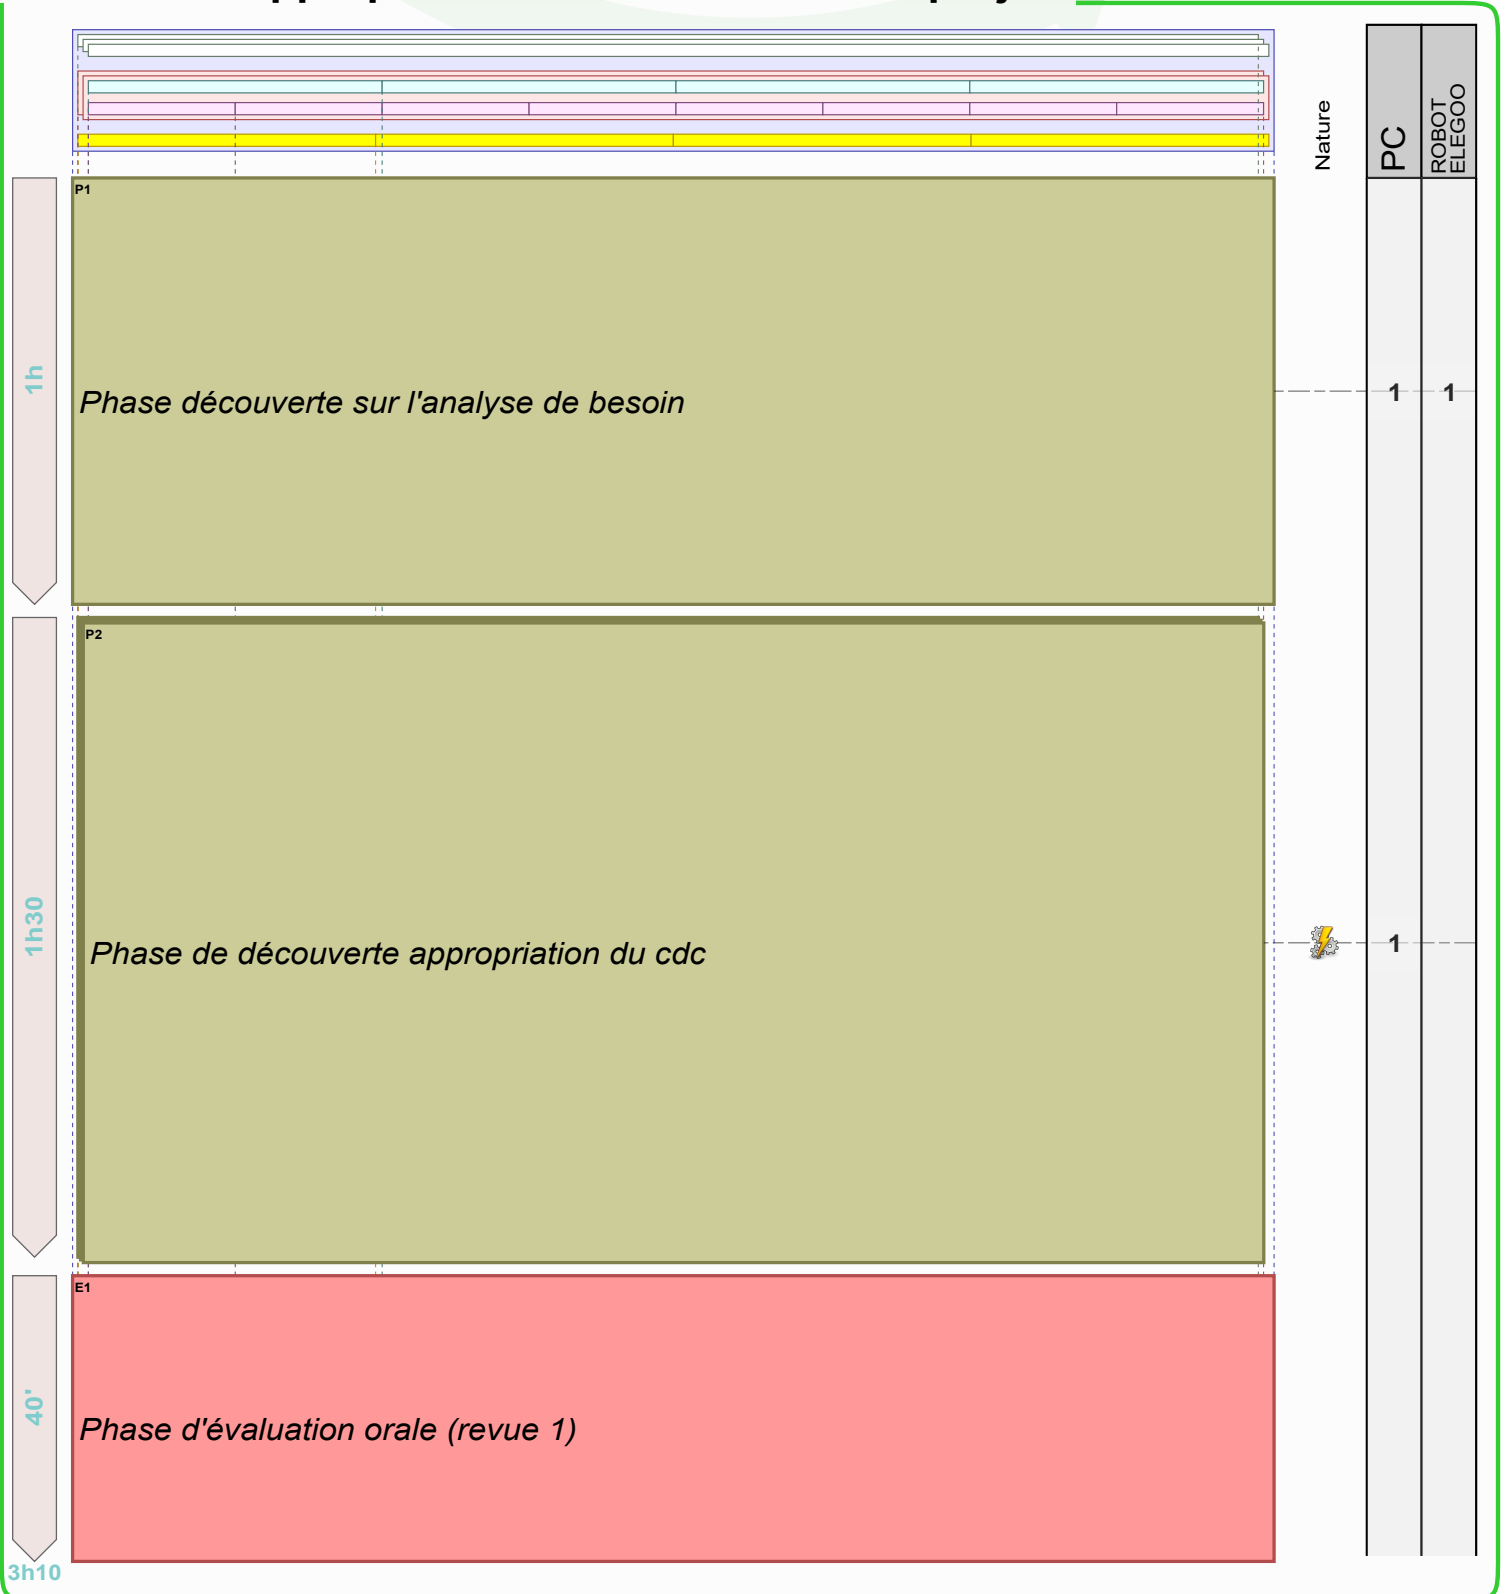 Nature
PC
ROBOT
ELEGOO
P1
1h
Phase découverte sur l'analyse de besoin
1 1
P2
1h30
Phase de découverte appropriation du cdc
1
E1
40'
Phase d'évaluation orale (revue 1)
3h10